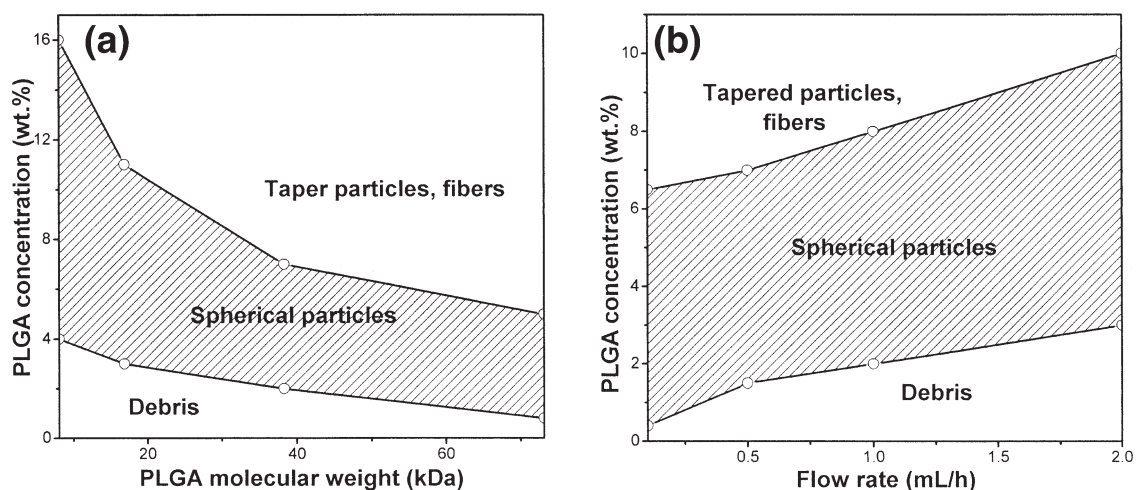 (a)
PLGA concentration (wt.%)
16
12
8
4
0
Taper particles, fibers
Spherical particles
Debris
20
40
60
PLGA molecular weight (kDa)
(b)
PLGA concentration (wt.%)
10
8
6
4
2
0
Tapered particles,
fibers
Spherical particles
Debris
0.5
1.0
1.5
2.0
Flow rate (mL/h)